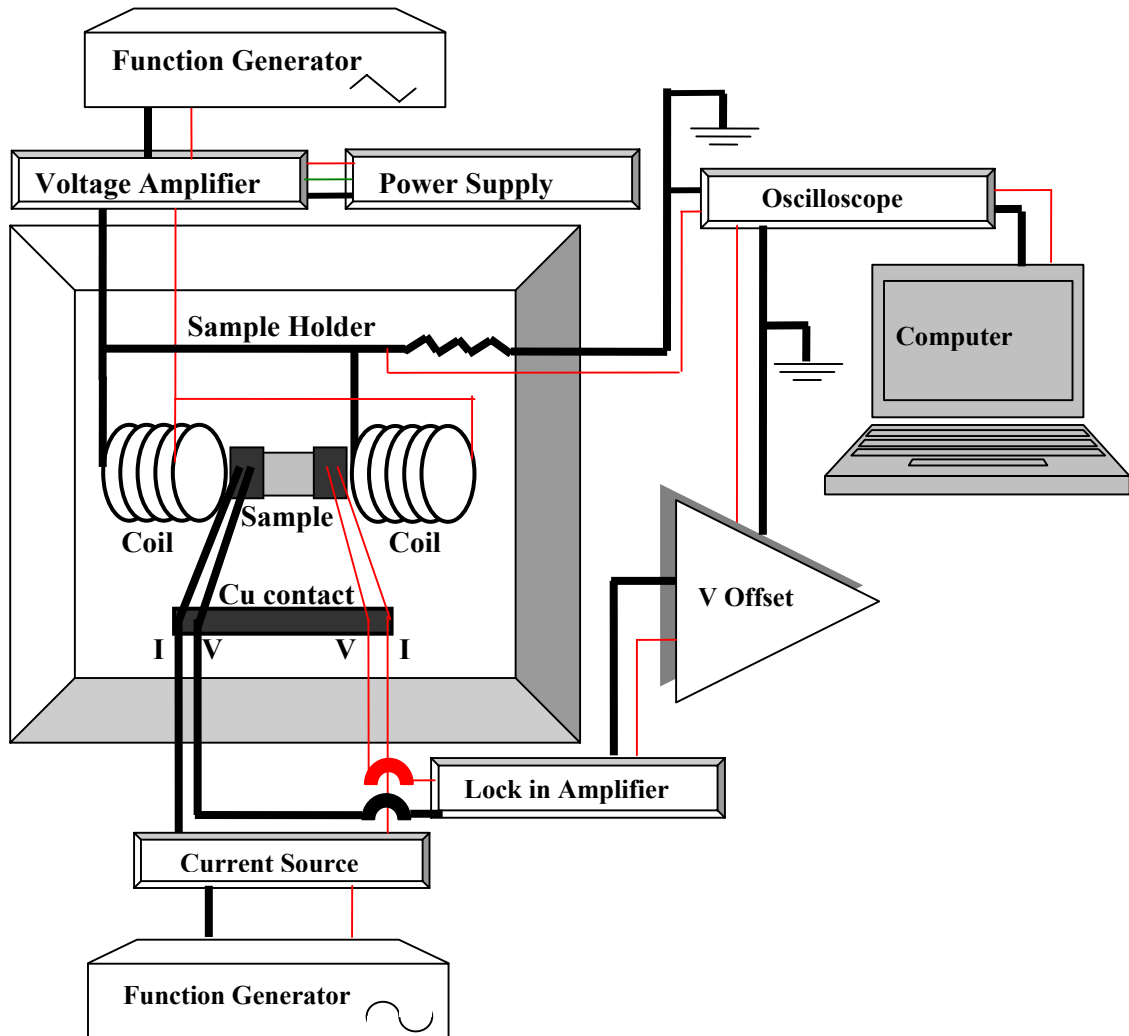 Function Generator
Voltage Amplifier
Power Supply
Oscilloscope
Sample Holder
Computer
Sample
Coil
Coil
Cu contact
V Offset
I V V I
Lock in Amplifier
Current Source
Function Generator